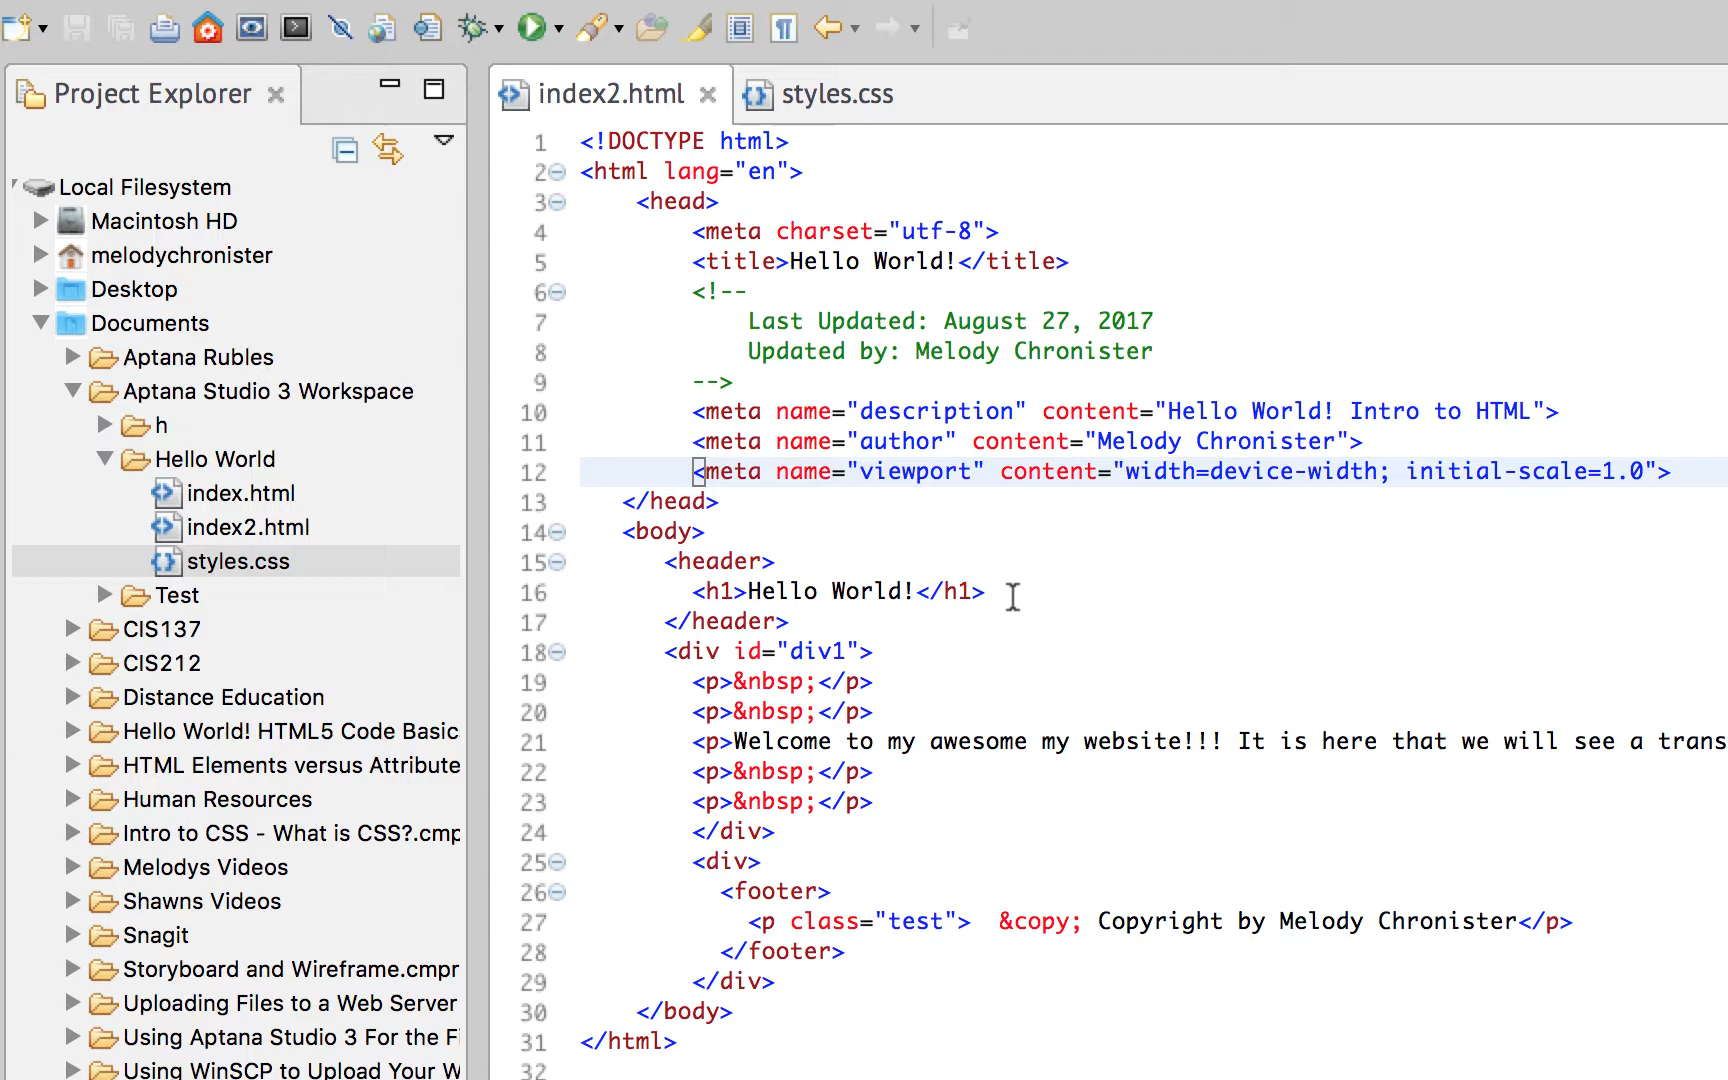 Project Explorer
Local Filesystem
Macintosh HD
melodychronister
Desktop
Documents
Aptana Rubles
Aptana Studio 3 Workspace
h
Hello World
index.html
index2.html
styles.css
Test
CIS137
CIS212
Distance Education
Hello World! HTML5 Code Basic
HTML Elements versus Attribute
Human Resources
Intro to CSS - What is CSS?.cmp
Melodys Videos
Shawns Videos
Snagit
Storyboard and Wireframe.cmpr
Uploading Files to a Web Server
Using Aptana Studio 3 For the Fi
Using WinSCP to Upload Your W
index2.html styles.css
1 <!DOCTYPE html>
2 <html lang="en">
3 <head>
4 <meta charset="utf-8">
5 <title>Hello World!</title>
6 <!--
7 Last Updated: August 27, 2017
8 Updated by: Melody Chronister
9 -->
10 <meta name="description" content="Hello World! Intro to HTML">
11 <meta name="author" content="Melody Chronister">
12 <meta name="viewport" content="width=device-width; initial-scale=1.0">
13 </head>
14 <body>
15 <header>
16 <h1>Hello World!</h1>
17 </header>
18 <div id="div1">
19 <p>&nbsp;</p>
20 <p>&nbsp;</p>
21 <p>Welcome to my awesome my website!!! It is here that we will see a trans
22 <p>&nbsp;</p>
23 <p>&nbsp;</p>
24 </div>
25 <div>
26 <footer>
27 <p class="test"> &copy; Copyright by Melody Chronister</p>
28 </footer>
29 </div>
30 </body>
31 </html>
32